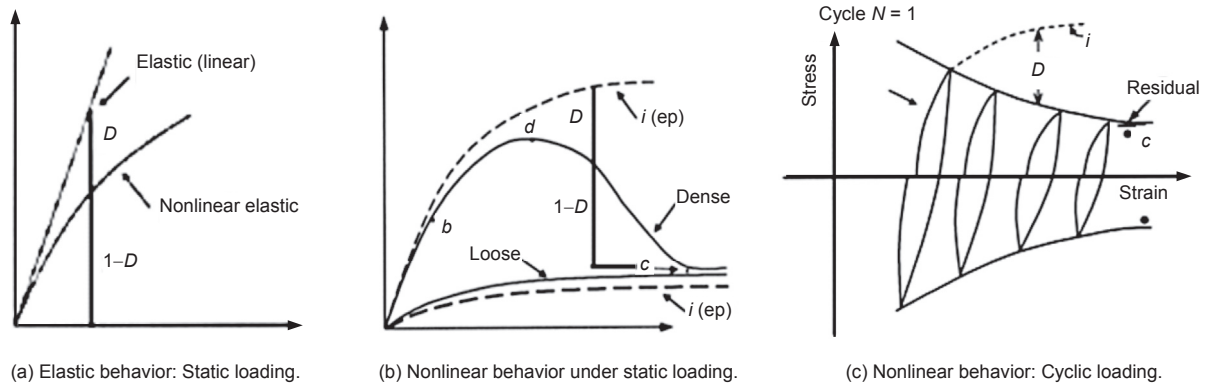 Elastic (linear)
D
Nonlinear elastic
1–D
(a) Elastic behavior: Static loading.
D
i (ep)
d
b
1–D
Dense
Loose
c
i (ep)
(b) Nonlinear behavior under static loading.
Cycle N = 1
i
D
Stress
Residual
c
Strain
(c) Nonlinear behavior: Cyclic loading.